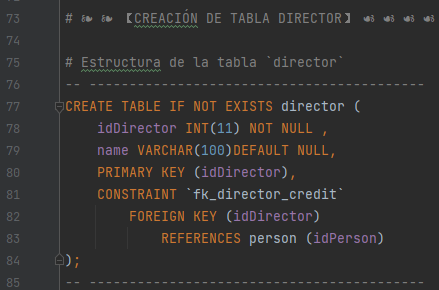 73 # ☙ ☙ 【CREACIÓN DE TABLA DIRECTOR】 ☙ ☙ ☙ ☙
74
75 # Estructura de la tabla `director`
76 -- ------------------------------------------
77 CREATE TABLE IF NOT EXISTS director (
78 idDirector INT(11) NOT NULL ,
79 name VARCHAR(100)DEFAULT NULL,
80 PRIMARY KEY (idDirector),
81 CONSTRAINT `fk_director_credit`
82 FOREIGN KEY (idDirector)
83 REFERENCES person (idPerson)
84 );
85 -- ------------------------------------------